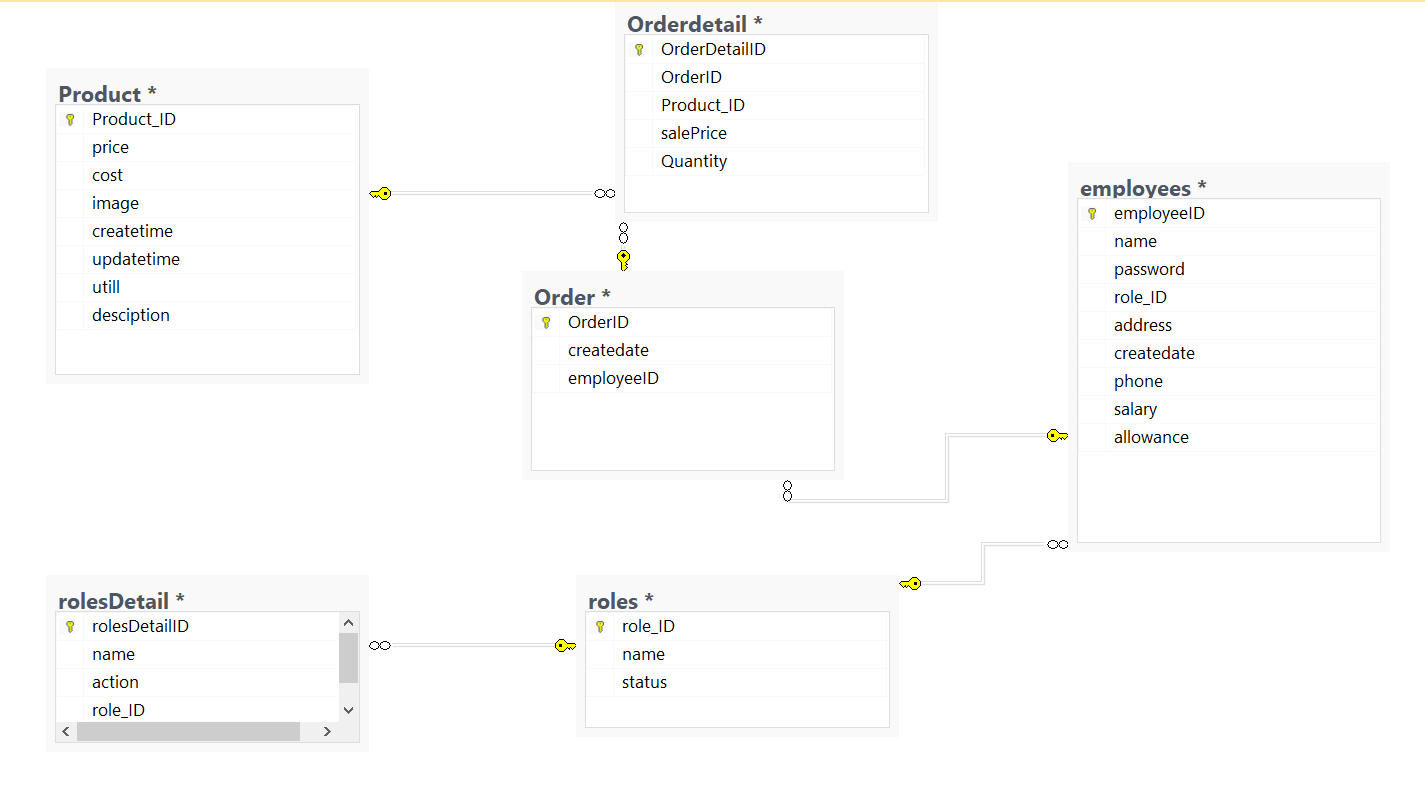 Orderdetail *
OrderDetailID
OrderID
Product_ID
salePrice
Quantity
Product *
Product_ID
price
cost
image
createtime
updatetime
utill
desciption
employees *
employeeID
name
password
role_ID
address
createdate
phone
salary
allowance
Order *
OrderID
createdate
employeeID
rolesDetail *
rolesDetailID
name
action
role_ID
roles *
role_ID
name
status